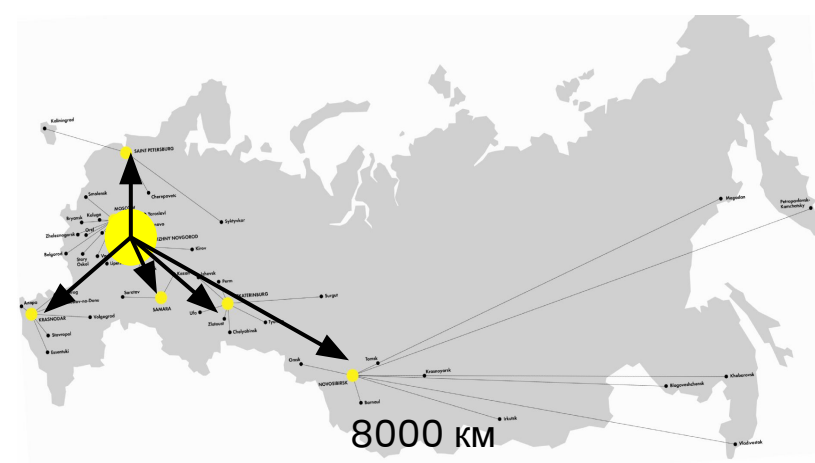 Kaliningrad
SAINT PETERSBURG
Cherepovets
Smolensk
MOSCOW
Yaroslavl
Bryansk
Kaluga
Orel
Zheleznogorsk
NIZHNY NOVGOROD
Syktyvkar
Kirov
Belgorod
Stary
Oskol
Kazan
Izhevsk
Perm
EKATERINBURG
Surgut
Saratov
SAMARA
Ufa
Zlatoust
Chelyabinsk
Anapa
KRASNODAR
Volgograd
Stavropol
Essentuki
Magadan
Petropavlovsk-
Kamchatsky
Omsk
Tomsk
Krasnoyarsk
NOVOSIBIRSK
Barnaul
Irkutsk
Khabarovsk
Blagoveshchensk
Vladivostok
8000 км